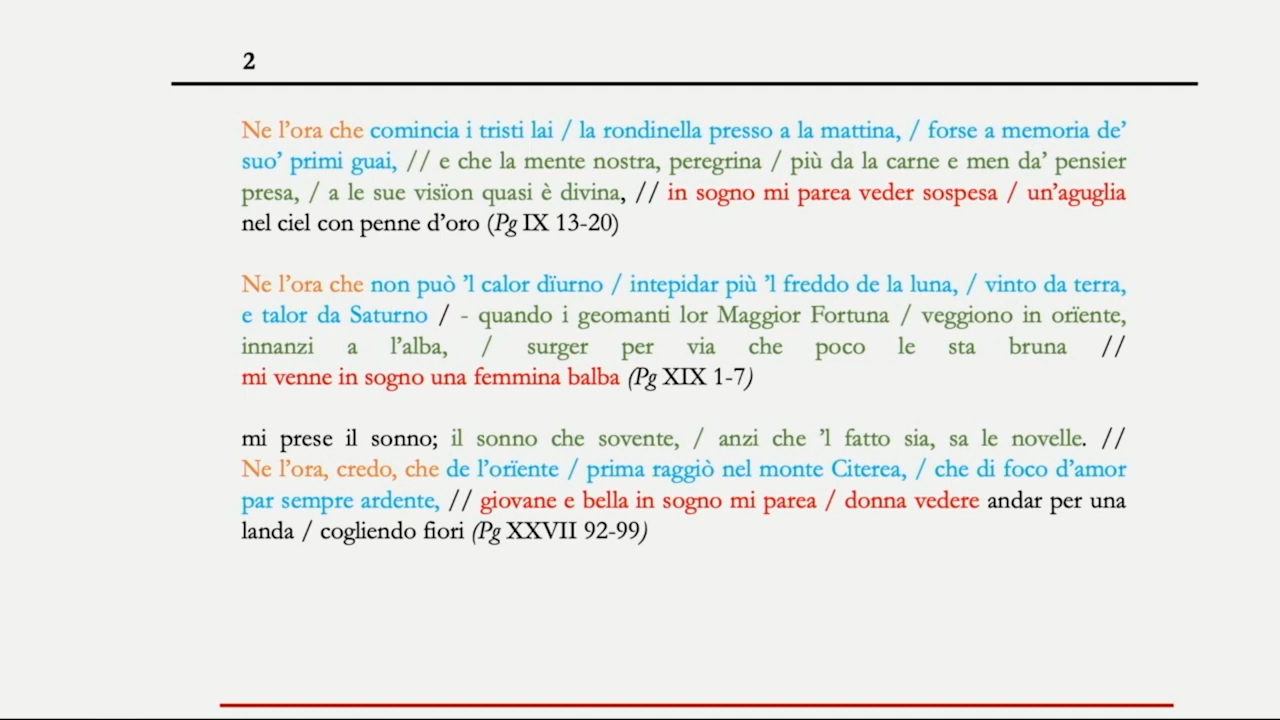 2
Ne l’ora che comincia i tristi lai / la rondinella presso a la mattina, / forse a memoria de’
suo’ primi guai, // e che la mente nostra, peregrina / più da la carne e men da’ pensier
presa, / a le sue visïon quasi è divina, // in sogno mi parea veder sospesa / un’aguglia
nel ciel con penne d’oro (Pg IX 13-20)
Ne l’ora che non può ’l calor dïurno / intepidar più ’l freddo de la luna, / vinto da terra,
e talor da Saturno / - quando i geomanti lor Maggior Fortuna / veggiono in orïente,
innanzi a l’alba, / surger per via che poco le sta bruna //
mi venne in sogno una femmina balba (Pg XIX 1-7)
mi prese il sonno; il sonno che sovente, / anzi che ’l fatto sia, sa le novelle. //
Ne l’ora, credo, che de l’orïente / prima raggiò nel monte Citerea, / che di foco d’amor
par sempre ardente, // giovane e bella in sogno mi parea / donna vedere andar per una
landa / cogliendo fiori (Pg XXVII 92-99)